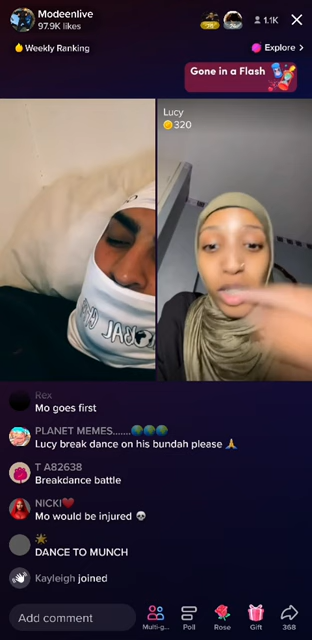 Modeenlive
97.9K likes
1.1K
Weekly Ranking
Explore >
Gone in a Flash
Lucy
320
Rex
Mo goes first
PLANET MEMES.......🌍🌍🌍
Lucy break dance on his bundah please 🙏
T A82638
Breakdance battle
NICKI❤️
Mo would be injured 💀
🌟
DANCE TO MUNCH
Kayleigh joined
Add comment
Multi-g...
Poll
Rose
Gift
368